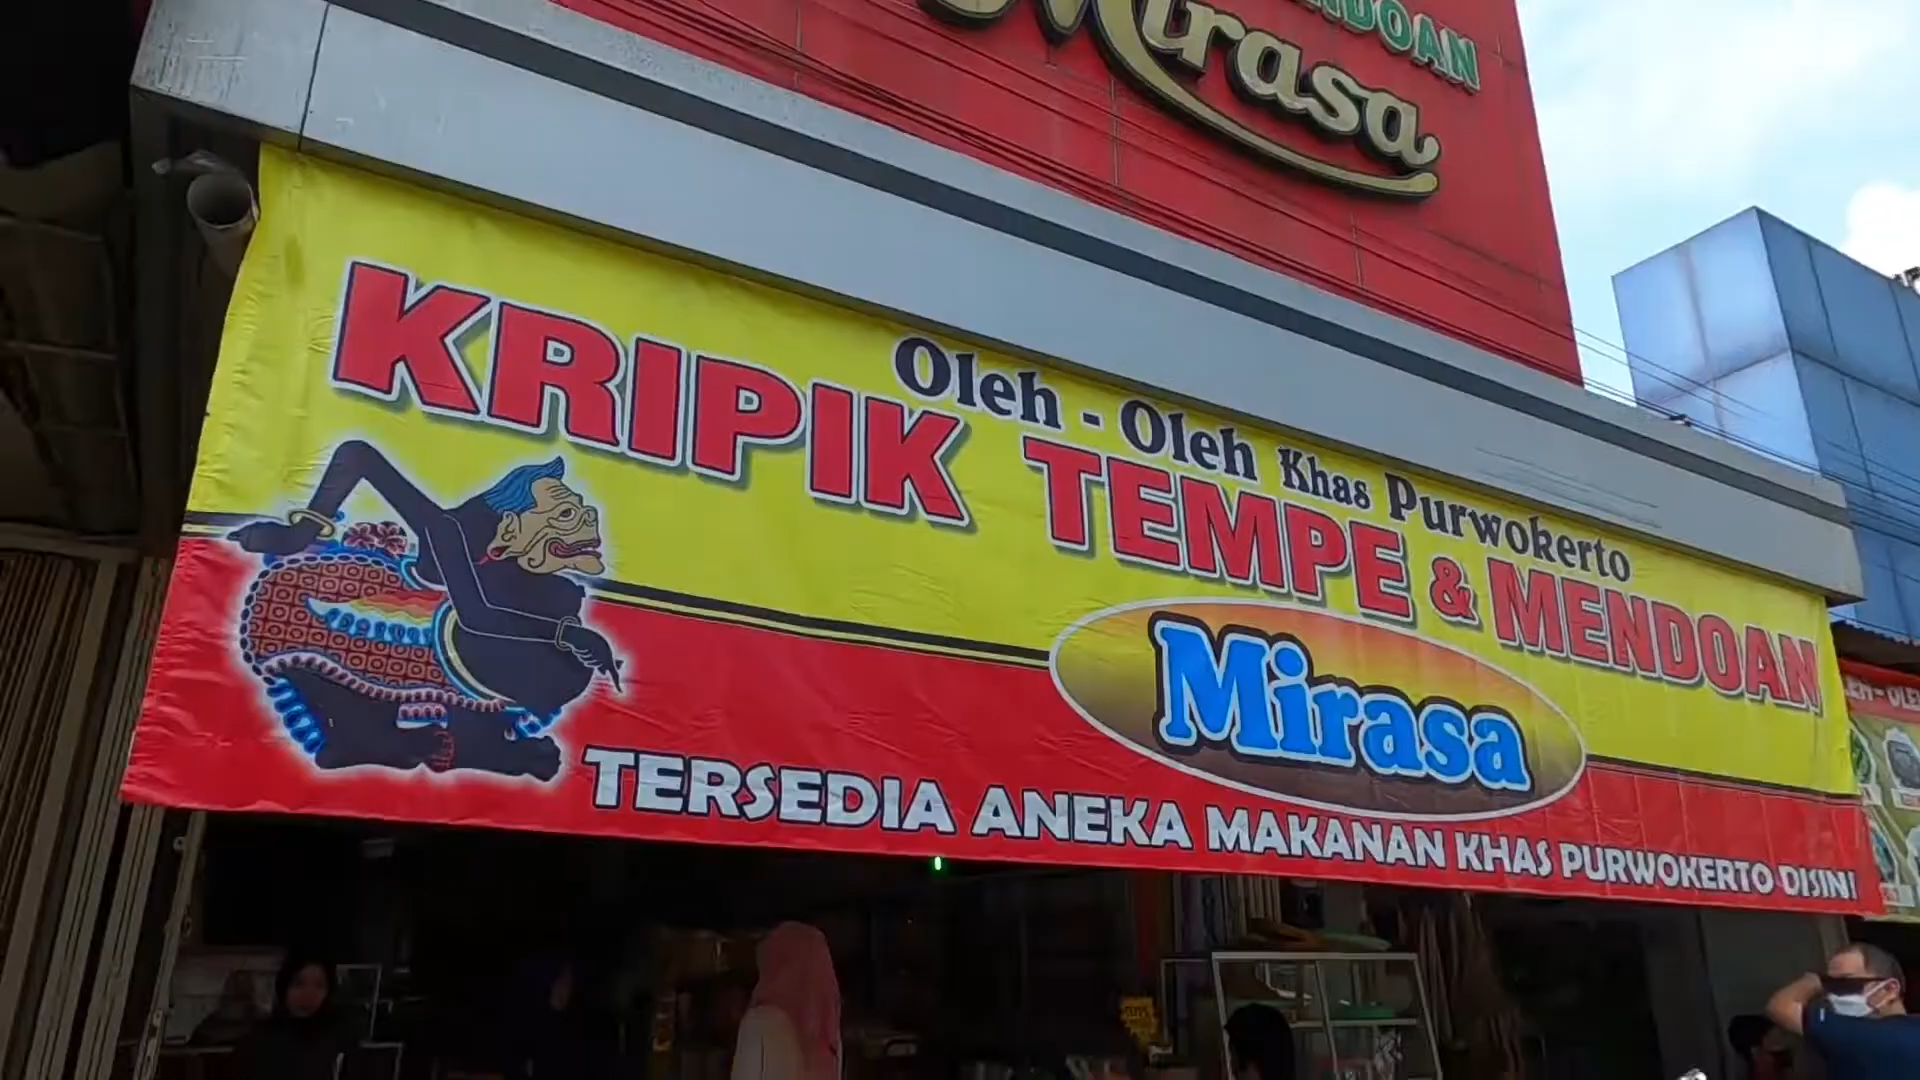 MENDOAN
Mirasa
Oleh - Oleh Khas Purwokerto
KRIPIK TEMPE & MENDOAN
Mirasa
TERSEDIA ANEKA MAKANAN KHAS PURWOKERTO DISINI